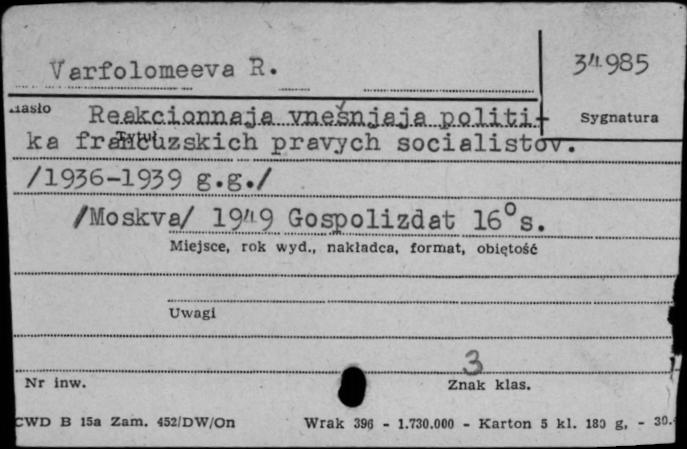 Varfolomeeva R.
34985
Hasło
Reakcionnaja vnešnjaja politi-
Sygnatura
Tytuł
ka francuzskich pravych socialistov.
/1936-1939 g.g./
/Moskva/ 1949 Gospolizdat 16° s.
Miejsce, rok wyd., nakładca, format, objętość
Uwagi
3
Nr inw.
Znak klas.
CWD B 15a Zam. 452/DW/On
Wrak 396 - 1.730.000 - Karton 5 kl. 180 g, - 30.